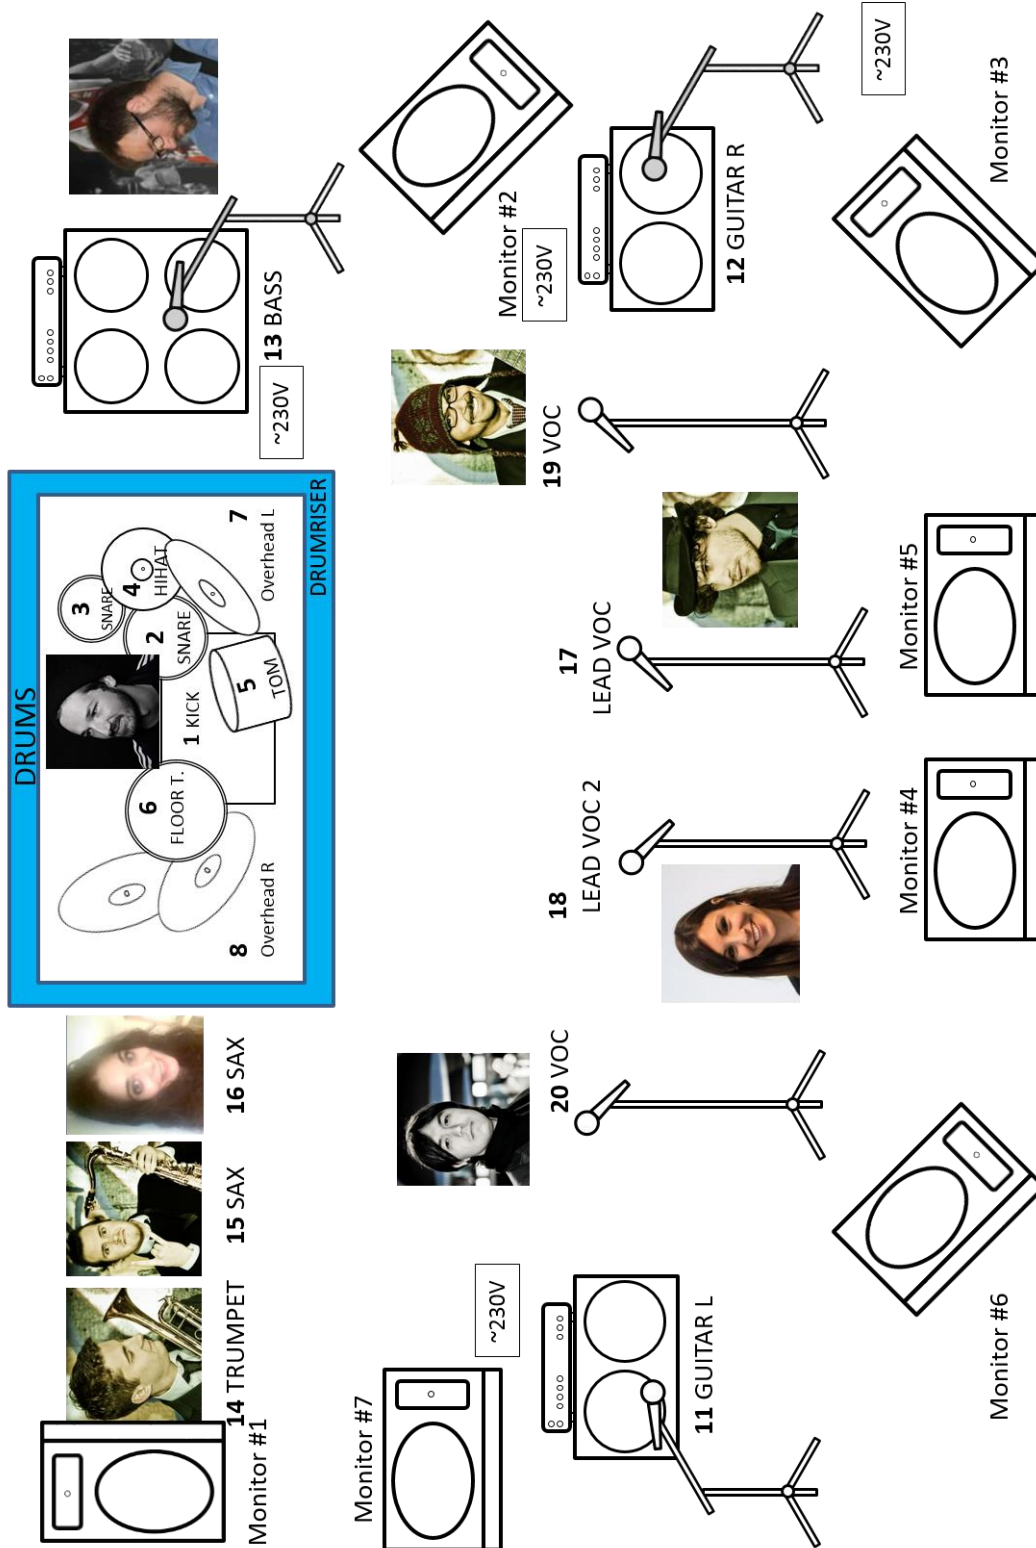 DRUMS
3
SNARE
4
HIHAT
6
FLOOR T.
2
SNARE
1 KICK
5
TOM
8
Overhead R
7
Overhead L
DRUMRISER
14 TRUMPET
15 SAX
16 SAX
Monitor #1
13 BASS
~230V
Monitor #7
~230V
Monitor #2
~230V
20 VOC
18
LEAD VOC 2
17
LEAD VOC
19 VOC
11 GUITAR L
12 GUITAR R
~230V
Monitor #4
Monitor #5
Monitor #6
Monitor #3